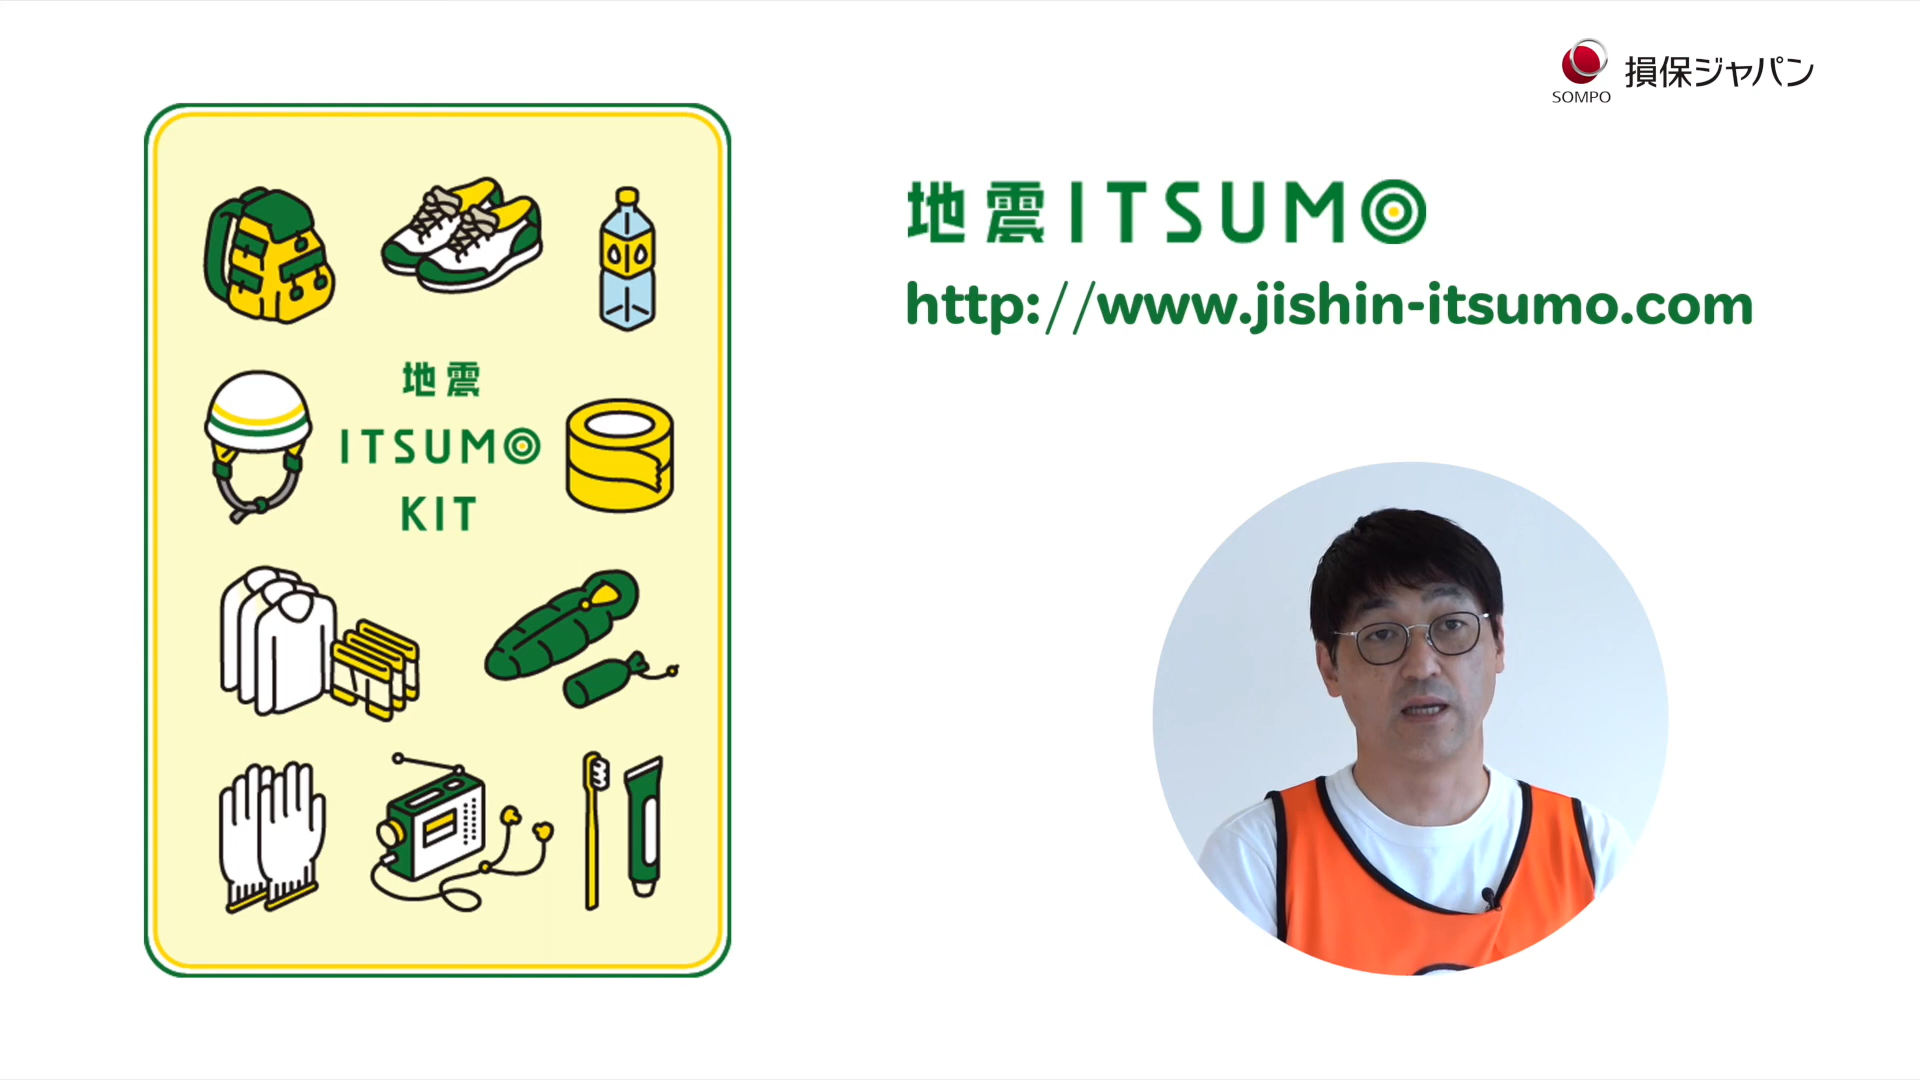 SOMPO 損保ジャパン
地震ITSUMO
http://www.jishin-itsumo.com
地震
ITSUMO
KIT